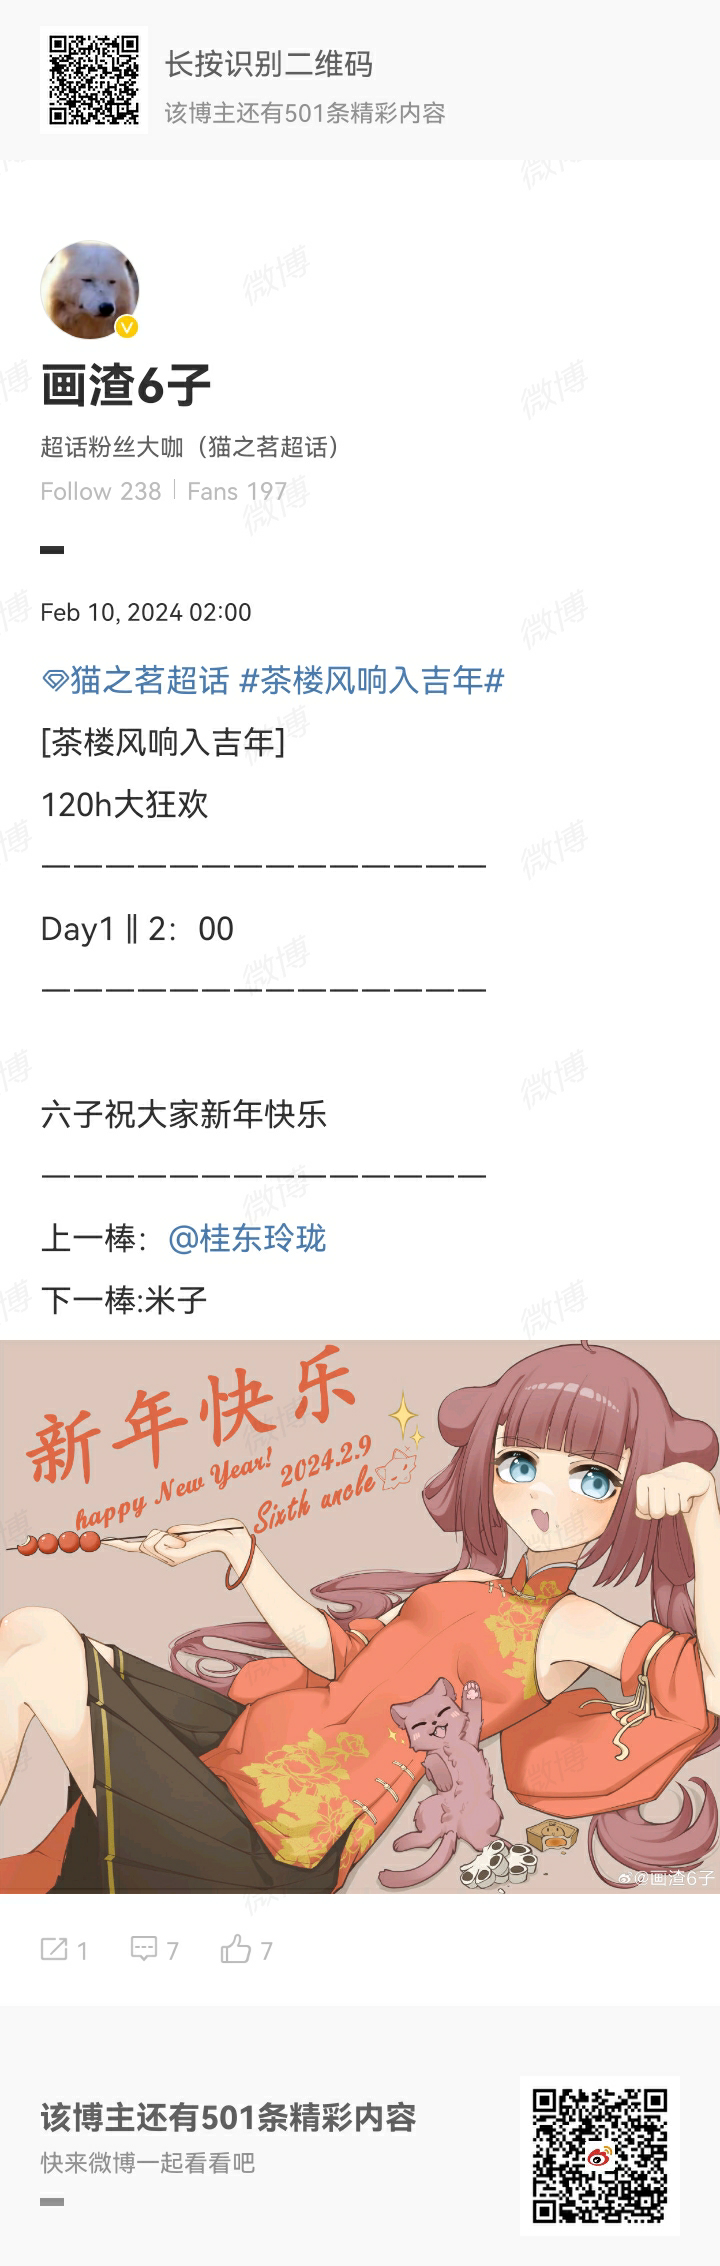 长按识别二维码
该博主还有501条精彩内容
画渣6子
超话粉丝大咖（猫之茗超话）
Follow 238 | Fans 197
Feb 10, 2024 02:00
猫之茗超话 #茶楼风响入吉年#
[茶楼风响入吉年]
120h大狂欢
——————————————
Day1 ‖ 2：00
——————————————
六子祝大家新年快乐
——————————————
上一棒：@桂东玲珑
下一棒:米子
新年快乐
happy New Year! 2024.2.9
Sixth uncle
@画渣6子
1 7 7
该博主还有501条精彩内容
快来微博一起看看吧
微博